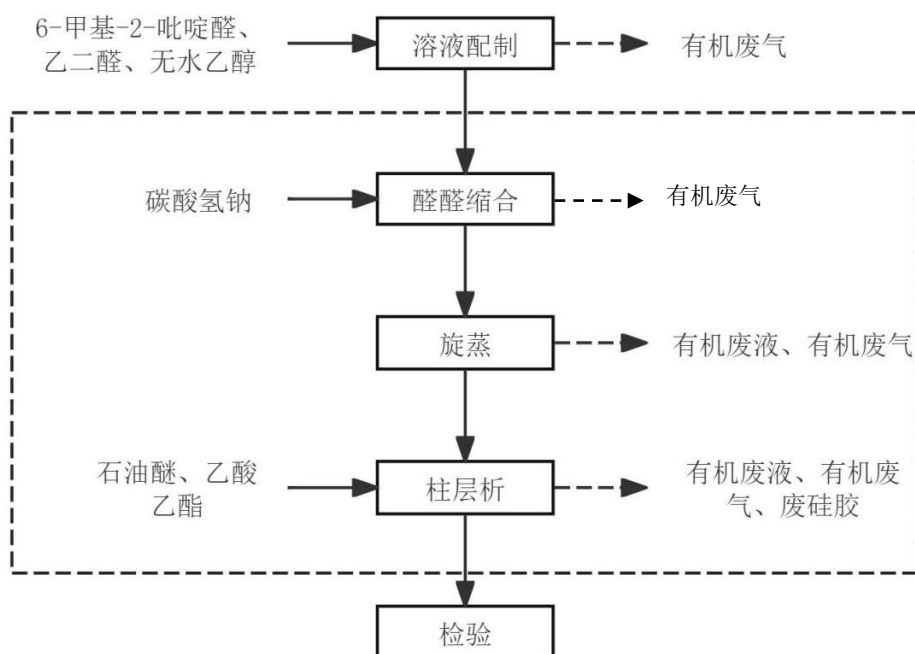 6-甲基-2-吡啶醛、
乙二醛、无水乙醇
溶液配制
有机废气
碳酸氢钠
醛醛缩合
有机废气
旋蒸
有机废液、有机废气
石油醚、乙酸
乙酯
柱层析
有机废液、有机废
气、废硅胶
检验